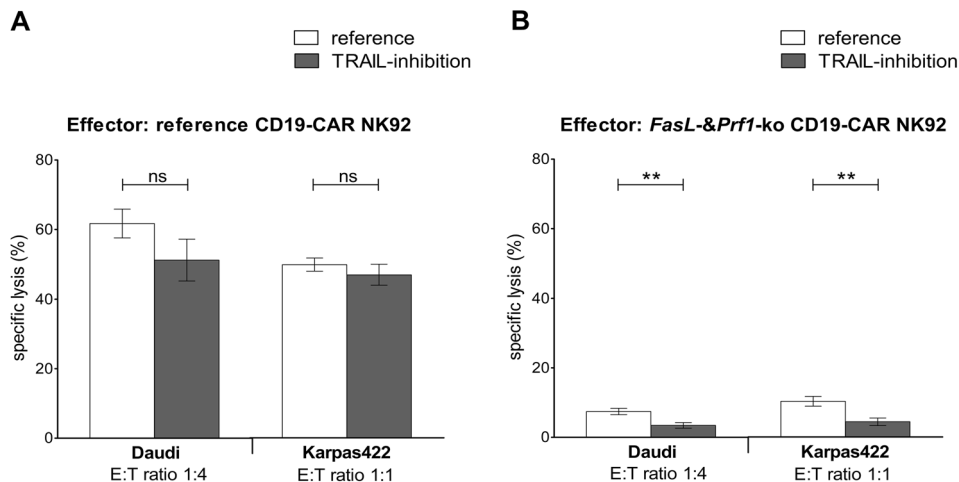 A
reference
TRAIL-inhibition
Effector: reference CD19-CAR NK92
80
60
40
20
0
specific lysis (%)
ns
ns
Daudi
E:T ratio 1:4
Karpas422
E:T ratio 1:1
B
reference
TRAIL-inhibition
Effector: FasL-&Prf1-ko CD19-CAR NK92
80
60
40
20
0
specific lysis (%)
**
**
Daudi
E:T ratio 1:4
Karpas422
E:T ratio 1:1